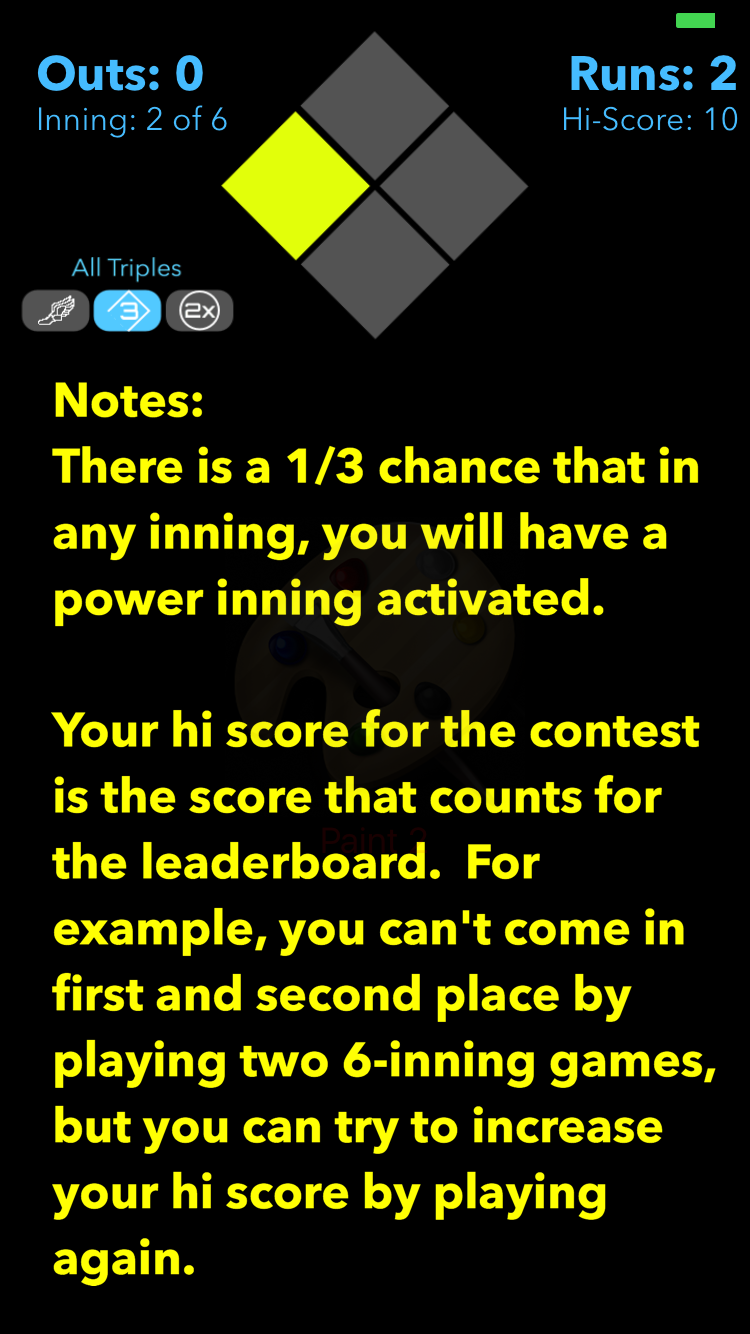 Outs: 0
Inning: 2 of 6
Runs: 2
Hi-Score: 10
All Triples
3
2x
Notes:
There is a 1/3 chance that in
any inning, you will have a
power inning activated.
Your hi score for the contest
is the score that counts for
the leaderboard.  For
example, you can't come in
first and second place by
playing two 6-inning games,
but you can try to increase
your hi score by playing
again.